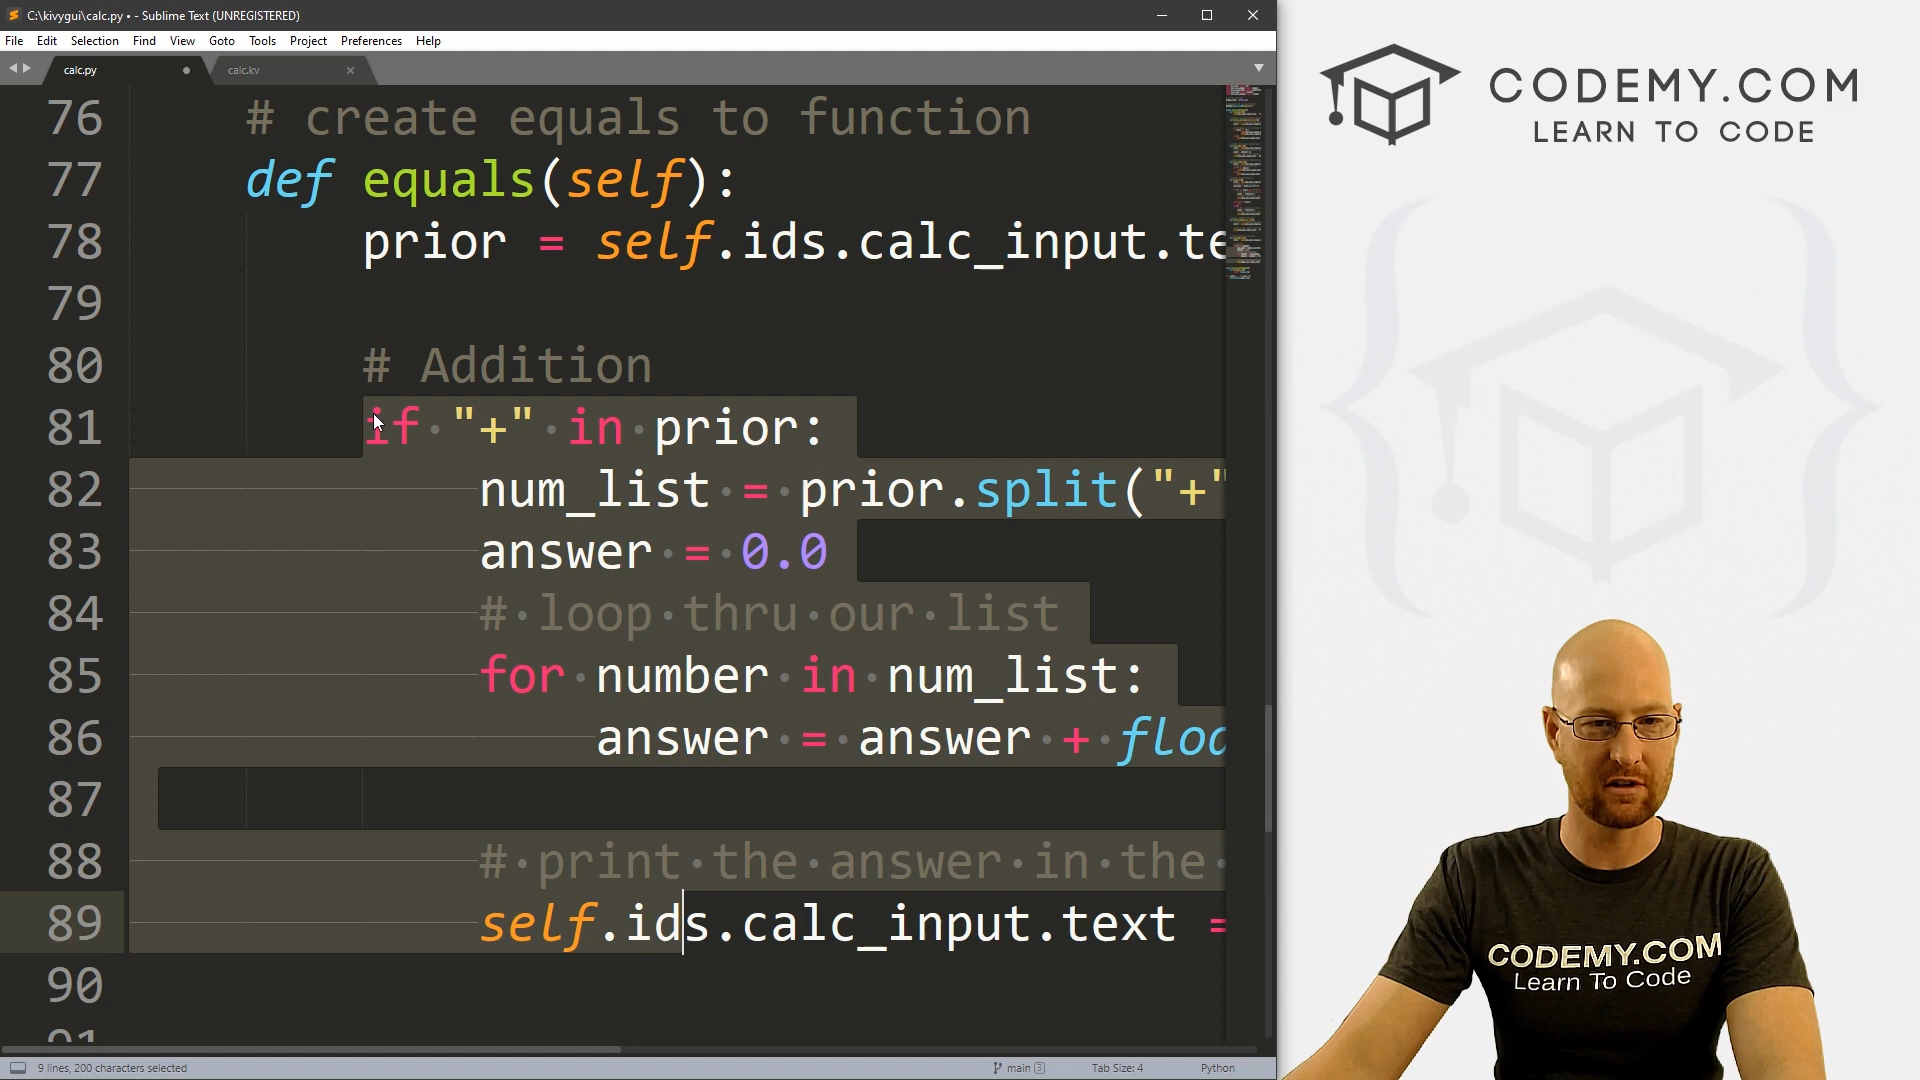 C:\kivygui\calc.py • - Sublime Text (UNREGISTERED)
File Edit Selection Find View Goto Tools Project Preferences Help
calc.py calc.kv
76 # create equals to function
77 def equals(self):
78 prior = self.ids.calc_input.te
79
80 # Addition
81 if "+" in prior:
82 num_list = prior.split("+"
83 answer = 0.0
84 # loop thru our list
85 for number in num_list:
86 answer = answer + floa
87
88 # print the answer in the
89 self.ids.calc_input.text =
90
91
9 lines, 200 characters selected main 3 Tab Size: 4 Python
CODEMY.COM
LEARN TO CODE
CODEMY.COM
Learn To Code